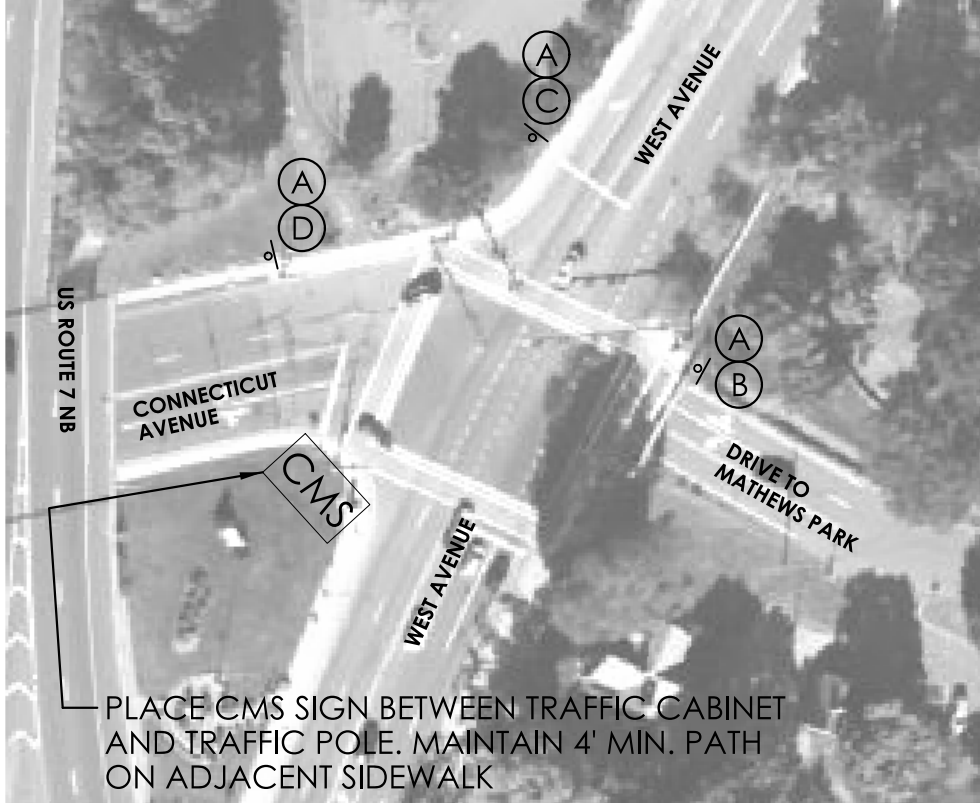 A
C
WEST AVENUE
A
D
US ROUTE 7 NB
A
B
CONNECTICUT
AVENUE
CMS
DRIVE TO
MATHEWS PARK
WEST AVENUE
PLACE CMS SIGN BETWEEN TRAFFIC CABINET
AND TRAFFIC POLE. MAINTAIN 4' MIN. PATH
ON ADJACENT SIDEWALK